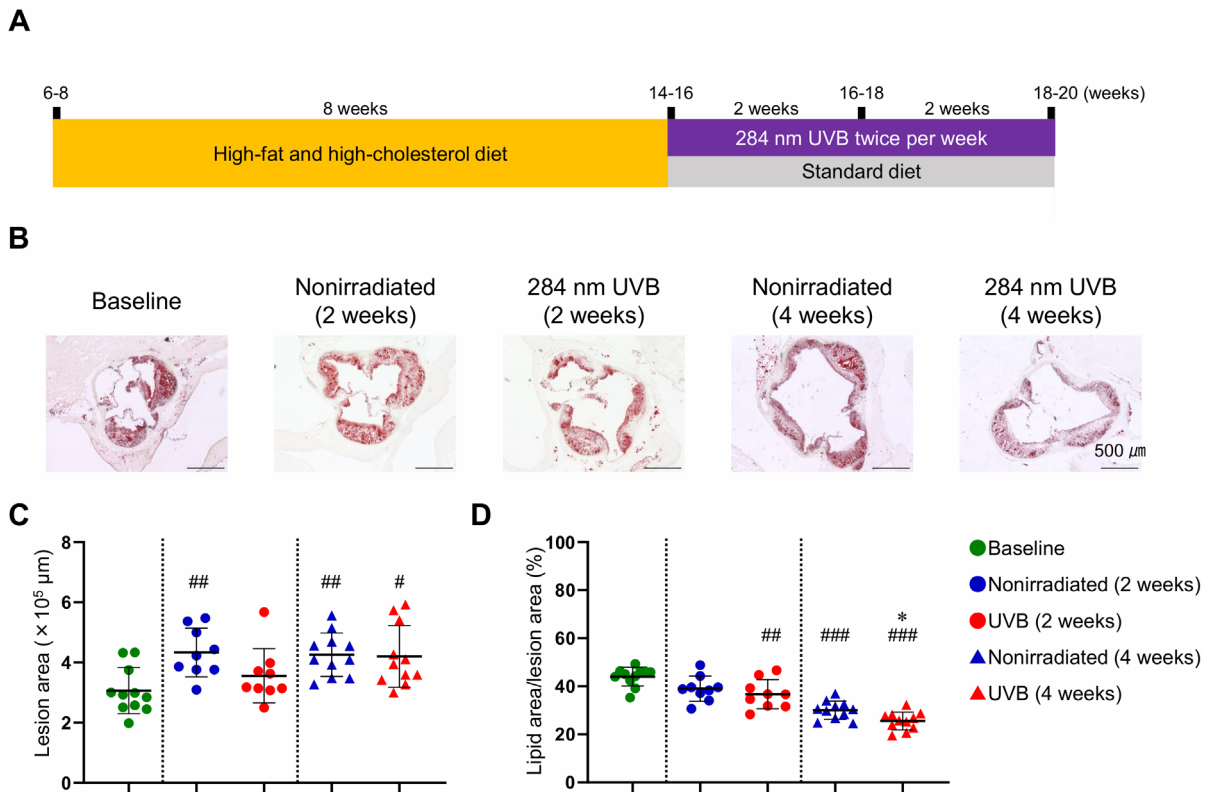 A
6-8
14-16
16-18
18-20 (weeks)
8 weeks
2 weeks
2 weeks
High-fat and high-cholesterol diet
284 nm UVB twice per week
Standard diet
B
Baseline
Nonirradiated
(2 weeks)
284 nm UVB
(2 weeks)
Nonirradiated
(4 weeks)
284 nm UVB
(4 weeks)
500 μm
C
Lesion area (×10⁵ μm)
8
6
4
2
0
##
##
#
D
Lipid area/lesion area (%)
100
80
60
40
20
0
##
###
*
###
Baseline
Nonirradiated (2 weeks)
UVB (2 weeks)
Nonirradiated (4 weeks)
UVB (4 weeks)